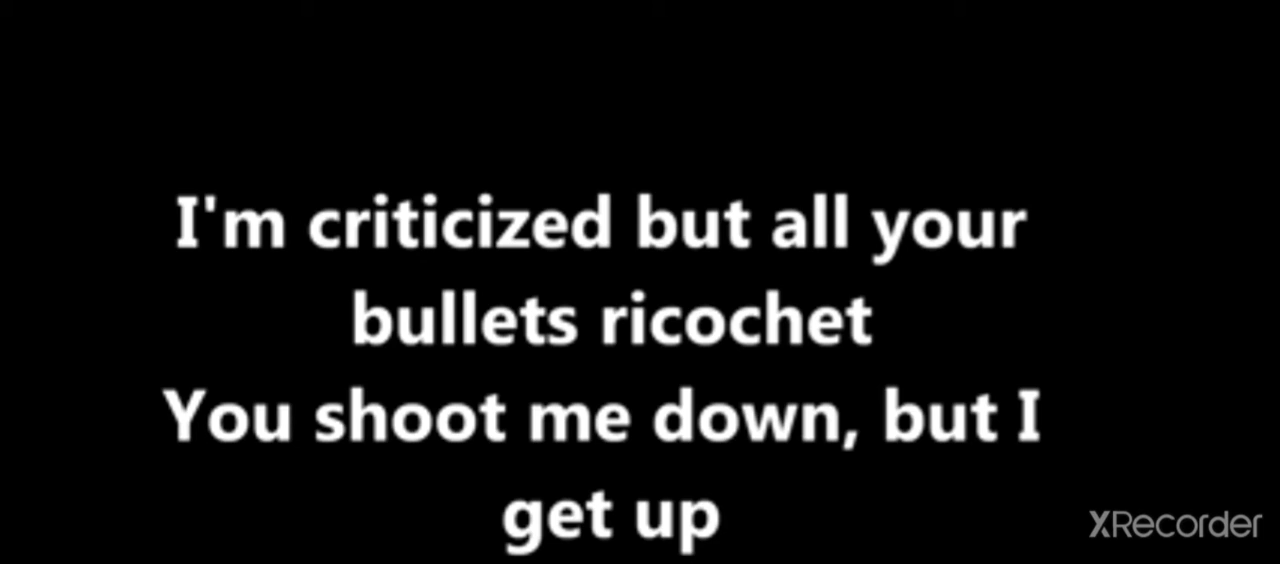 I'm criticized but all your
bullets ricochet
You shoot me down, but I
get up
XRecorder